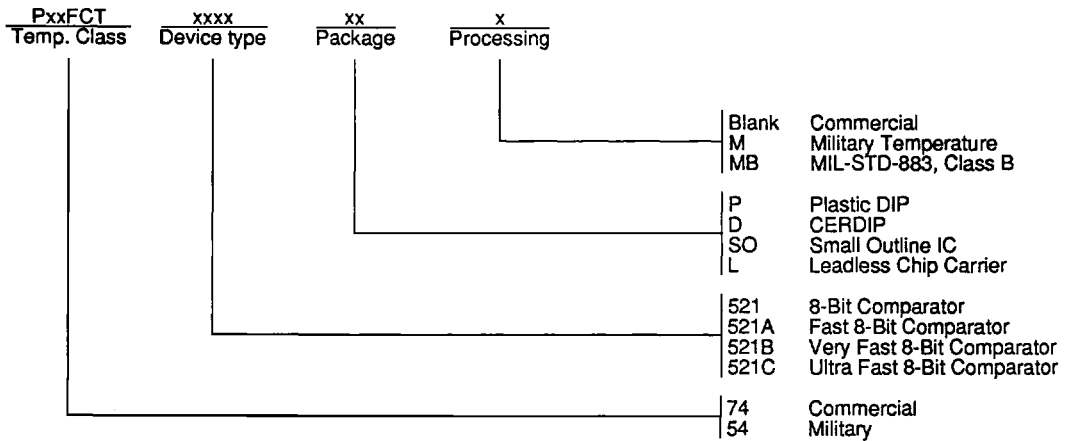 PxxFCT xxxx xx x
Temp. Class Device type Package Processing
Blank Commercial
M Military Temperature
MB MIL-STD-883, Class B
P Plastic DIP
D CERDIP
SO Small Outline IC
L Leadless Chip Carrier
521 8-Bit Comparator
521A Fast 8-Bit Comparator
521B Very Fast 8-Bit Comparator
521C Ultra Fast 8-Bit Comparator
74 Commercial
54 Military